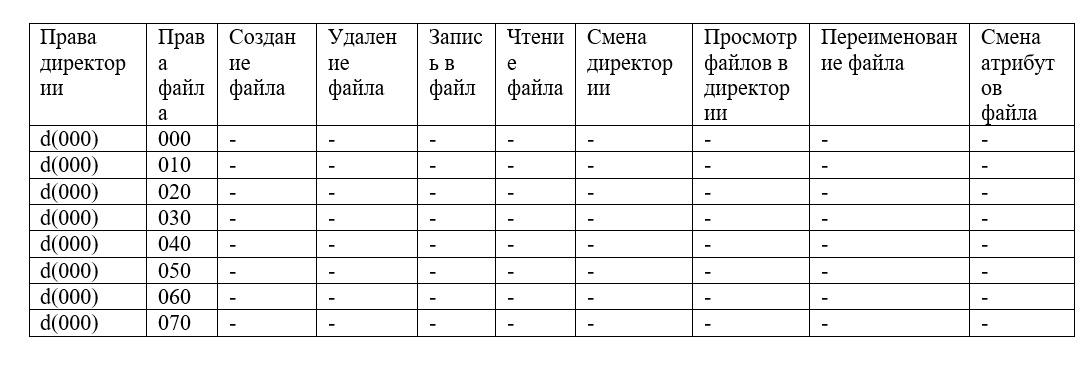 Права директории Права файла Создание файла Удаление файла Запись в файл Чтение файла Смена директории Просмотр файлов в директории Переименование файла Смена атрибутов файла
d(000) 000 - - - - - - - -
d(000) 010 - - - - - - - -
d(000) 020 - - - - - - - -
d(000) 030 - - - - - - - -
d(000) 040 - - - - - - - -
d(000) 050 - - - - - - - -
d(000) 060 - - - - - - - -
d(000) 070 - - - - - - - -